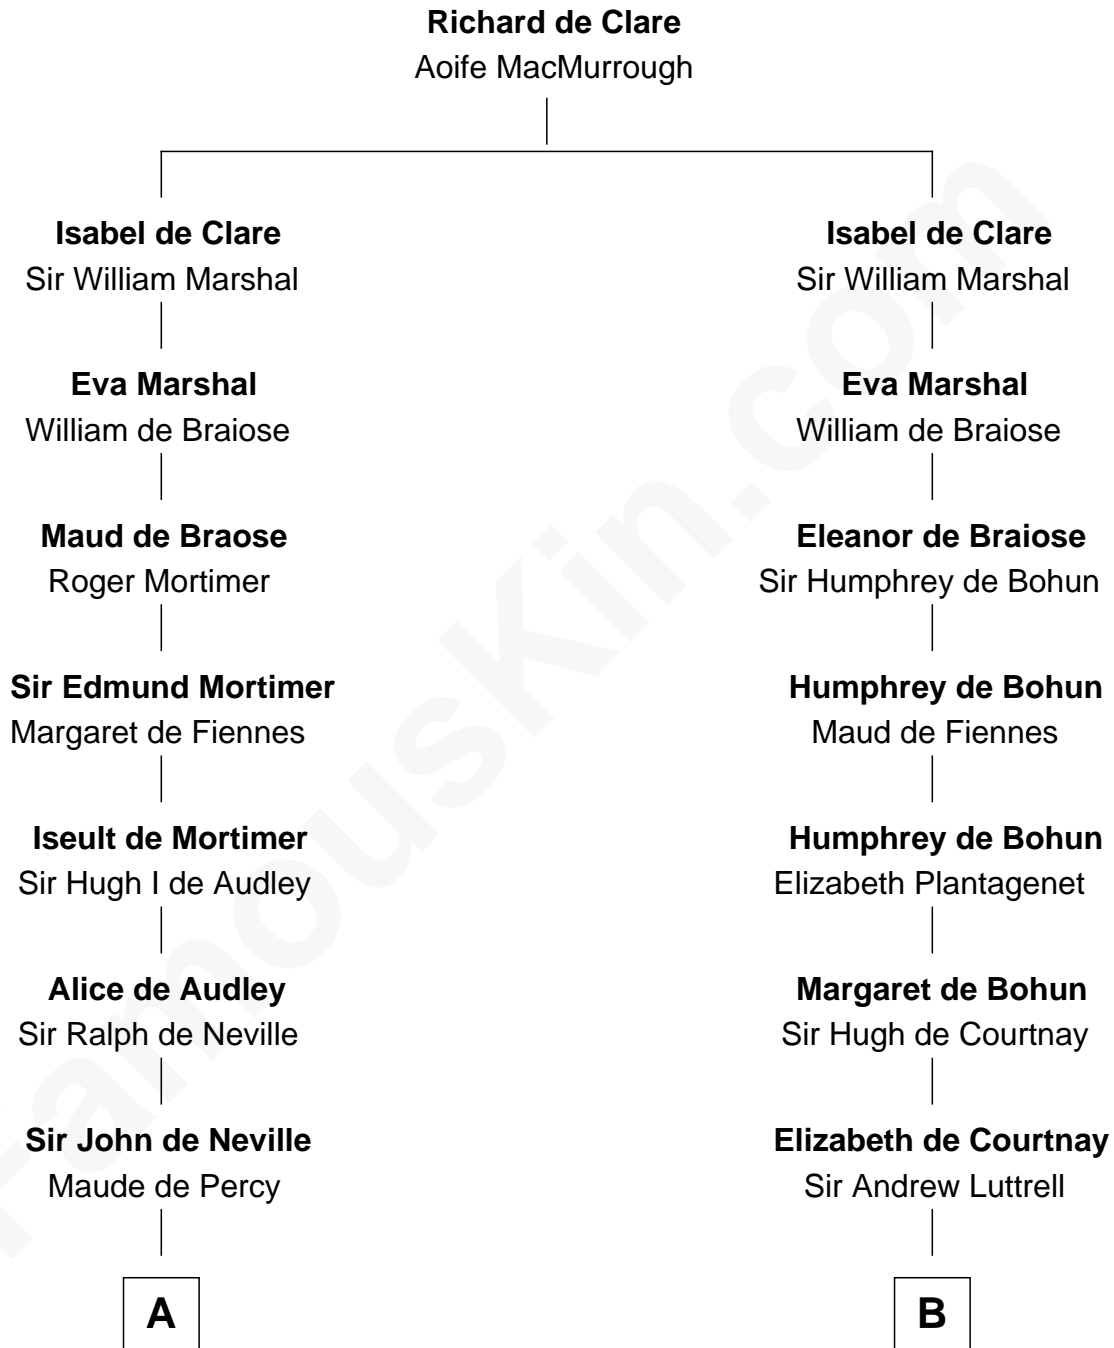 Richard de Clare
Aoife MacMurrough
Isabel de Clare
Sir William Marshal
Isabel de Clare
Sir William Marshal
Eva Marshal
William de Braiose
Eva Marshal
William de Braiose
Maud de Braose
Roger Mortimer
Eleanor de Braiose
Sir Humphrey de Bohun
Sir Edmund Mortimer
Margaret de Fiennes
Humphrey de Bohun
Maud de Fiennes
Iseult de Mortimer
Sir Hugh I de Audley
Humphrey de Bohun
Elizabeth Plantagenet
Alice de Audley
Sir Ralph de Neville
Margaret de Bohun
Sir Hugh de Courtnay
Sir John de Neville
Maude de Percy
Elizabeth de Courtnay
Sir Andrew Luttrell
A
B
FamousKin.com